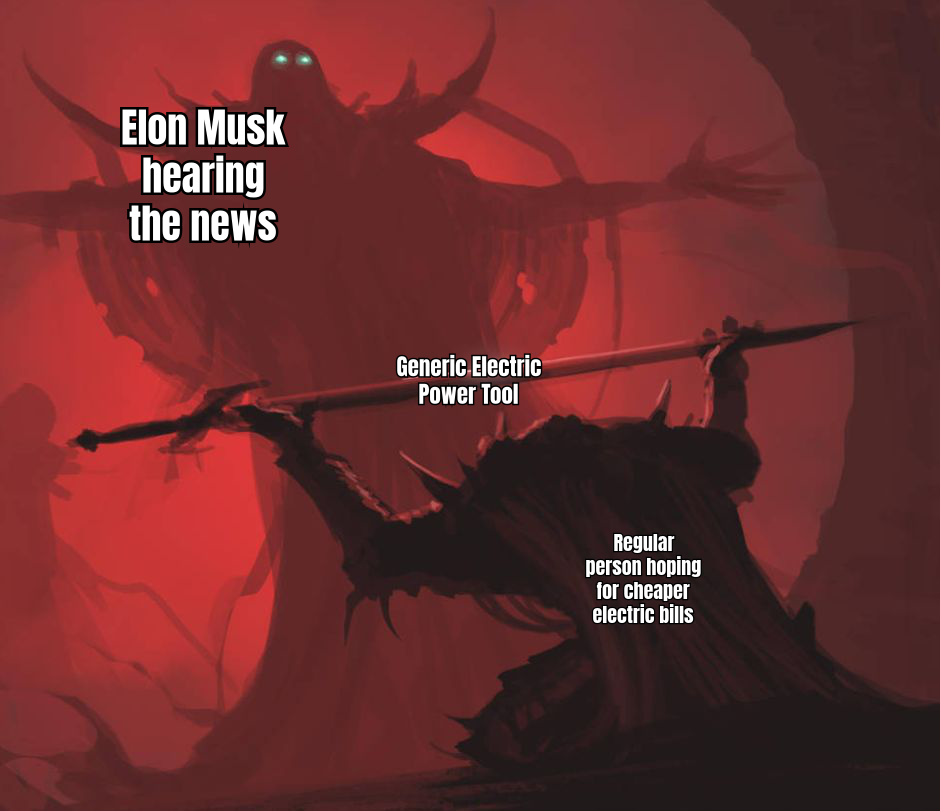 Elon Musk
hearing
the news
Generic Electric
Power Tool
Regular
person hoping
for cheaper
electric bills